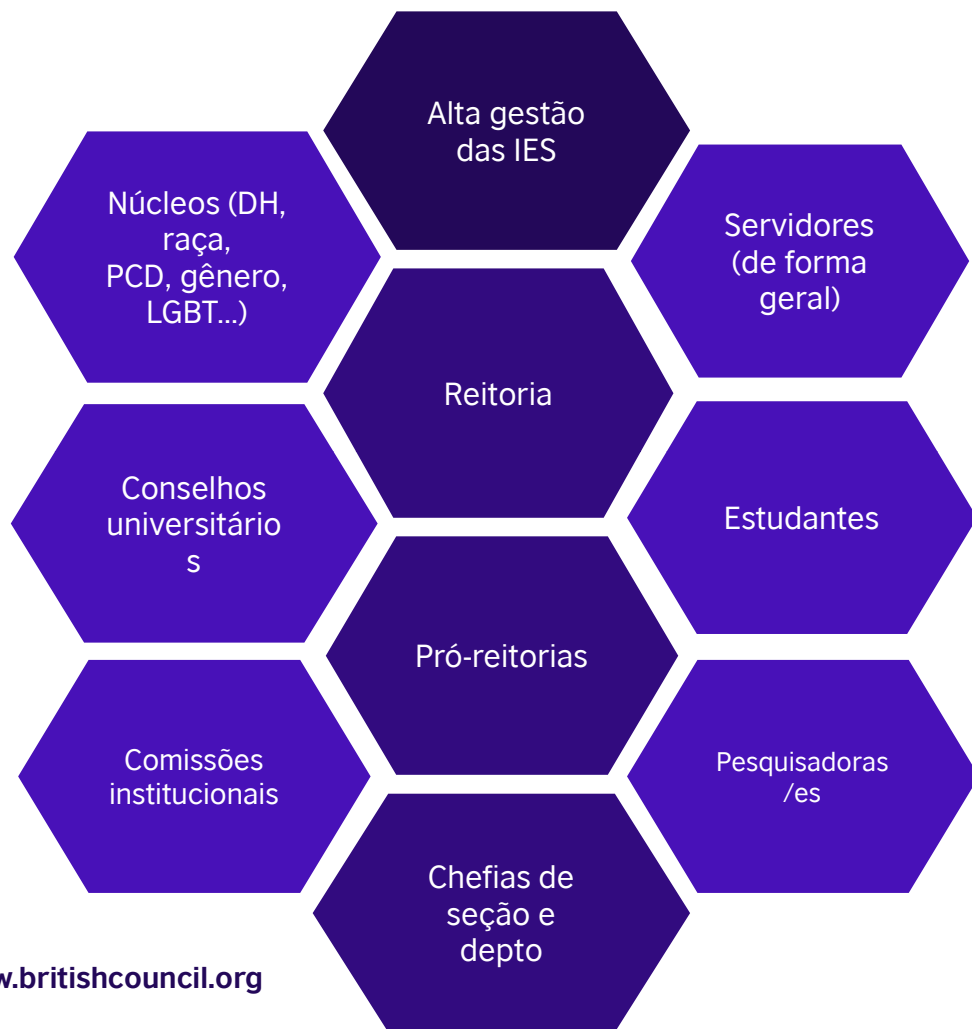 Alta gestão
das IES
Núcleos (DH,
raça,
PCD, gênero,
LGBT...)
Servidores
(de forma
geral)
Reitoria
Conselhos
universitário
s
Estudantes
Pró-reitorias
Comissões
institucionais
Pesquisadoras
/es
Chefias de
seção e
depto
w.britishcouncil.org